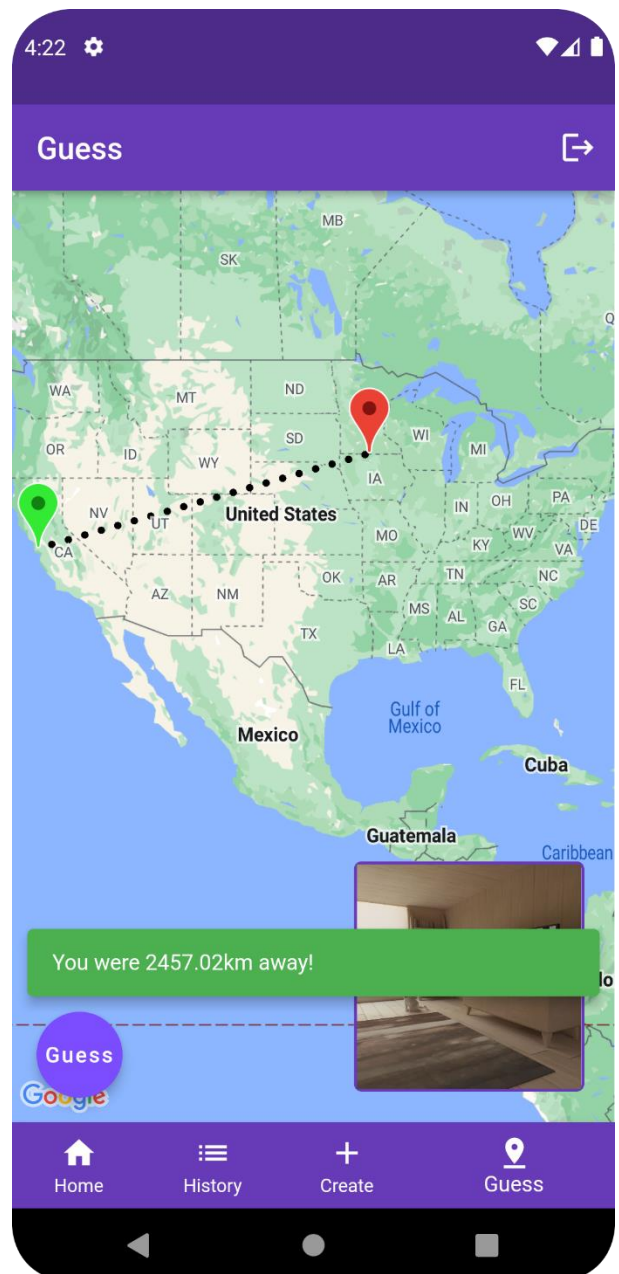 4:22
Guess
MB
SK
Q
WA
MT
ND
OR
ID
SD
WI
MI
WY
IA
NV
UT
United States
IN
OH
PA
DE
CA
MO
KY
WV
VA
AZ
NM
OK
AR
TN
NC
MS
AL
SC
GA
TX
LA
FL
Gulf of
Mexico
Mexico
Cuba
Guatemala
Caribbean
You were 2457.02km away!
lo
Guess
Google
Home
History
Create
Guess